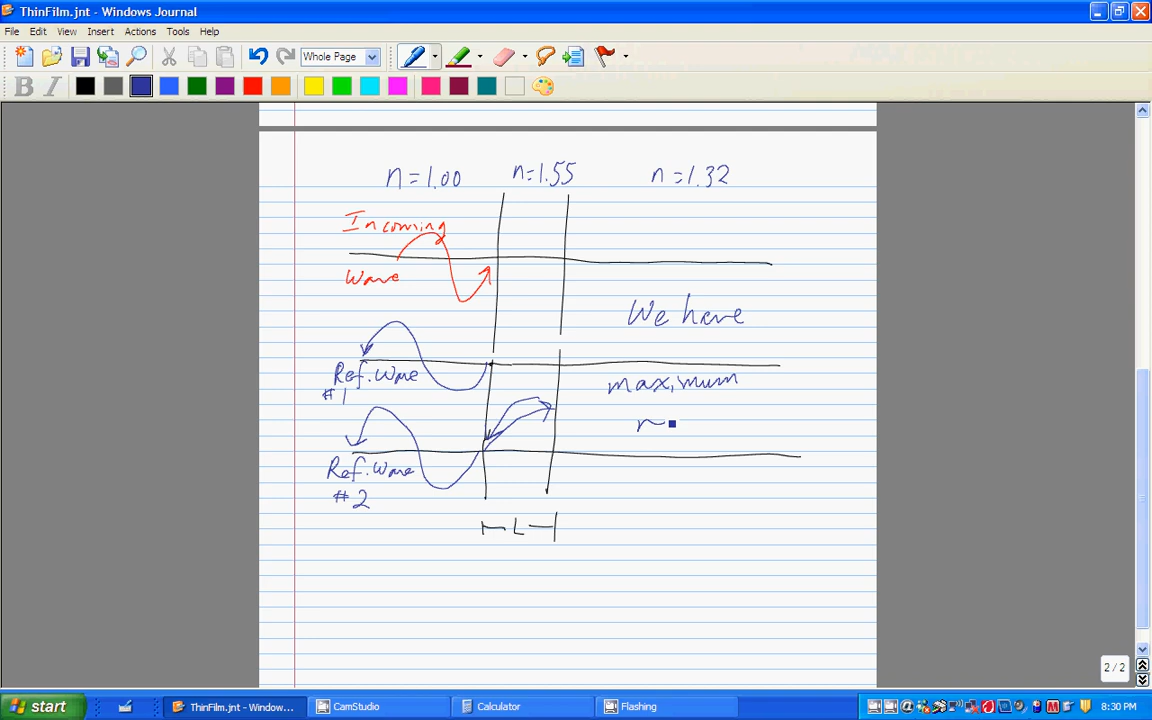 ThinFilm.jnt - Windows Journal
File Edit View Insert Actions Tools Help
Whole Page
B I
n=1.00 n=1.55 n=1.32
Incoming
Wave
We have
Ref. Wave
#1
maximum
Ref. Wave
#2
L
2/2
start ThinFilm.jnt - Window... CamStudio Calculator Flashing 8:30 PM